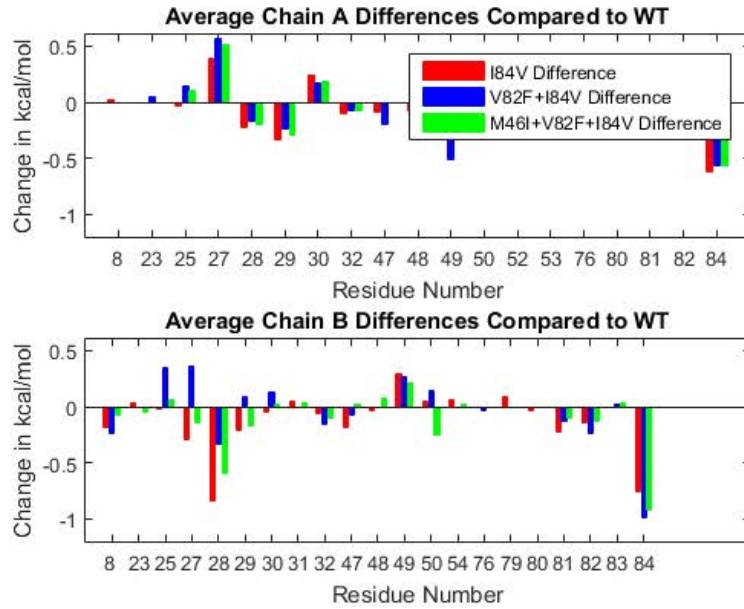 Average Chain A Differences Compared to WT
Change in kcal/mol
0.5
0
-0.5
-1
I84V Difference
V82F+I84V Difference
M46I+V82F+I84V Difference
8 23 25 27 28 29 30 32 47 48 49 50 52 53 76 80 81 82 84
Residue Number
Average Chain B Differences Compared to WT
Change in kcal/mol
0.5
0
-0.5
-1
8 23 25 27 28 29 30 31 32 47 48 49 50 54 76 79 80 81 82 83 84
Residue Number